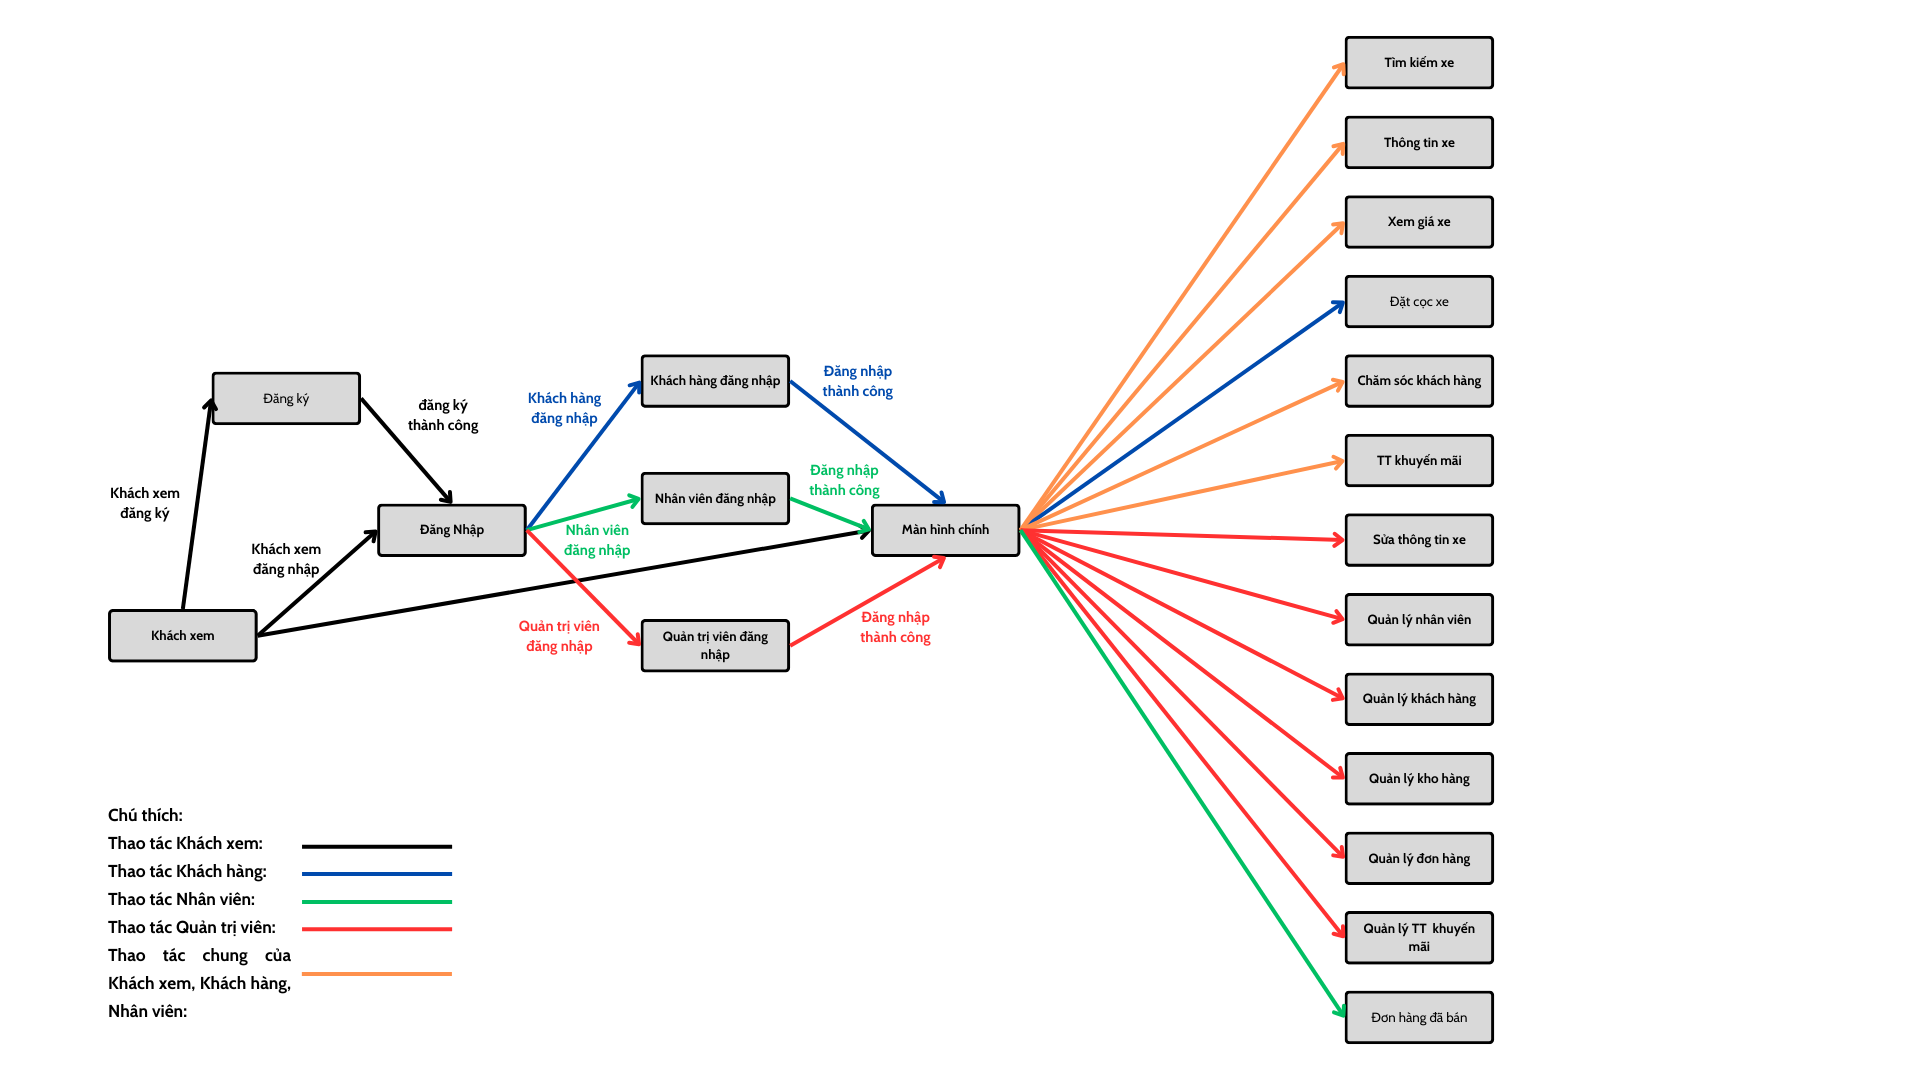 Tìm kiếm xe
Thông tin xe
Xem giá xe
Đặt cọc xe
Khách hàng đăng nhập
Đăng nhập
thành công
Chăm sóc khách hàng
Đăng ký
đăng ký
thành công
Khách hàng
đăng nhập
TT khuyến mãi
Khách xem
đăng ký
Nhân viên đăng nhập
Đăng nhập
thành công
Đăng Nhập
Nhân viên
đăng nhập
Màn hình chính
Sửa thông tin xe
Khách xem
đăng nhập
Khách xem
Quản trị viên
đăng nhập
Quản trị viên đăng
nhập
Đăng nhập
thành công
Quản lý nhân viên
Quản lý khách hàng
Quản lý kho hàng
Quản lý đơn hàng
Quản lý TT khuyến
mãi
Đơn hàng đã bán
Chú thích:
Thao tác Khách xem:
Thao tác Khách hàng:
Thao tác Nhân viên:
Thao tác Quản trị viên:
Thao tác chung của
Khách xem, Khách hàng,
Nhân viên: